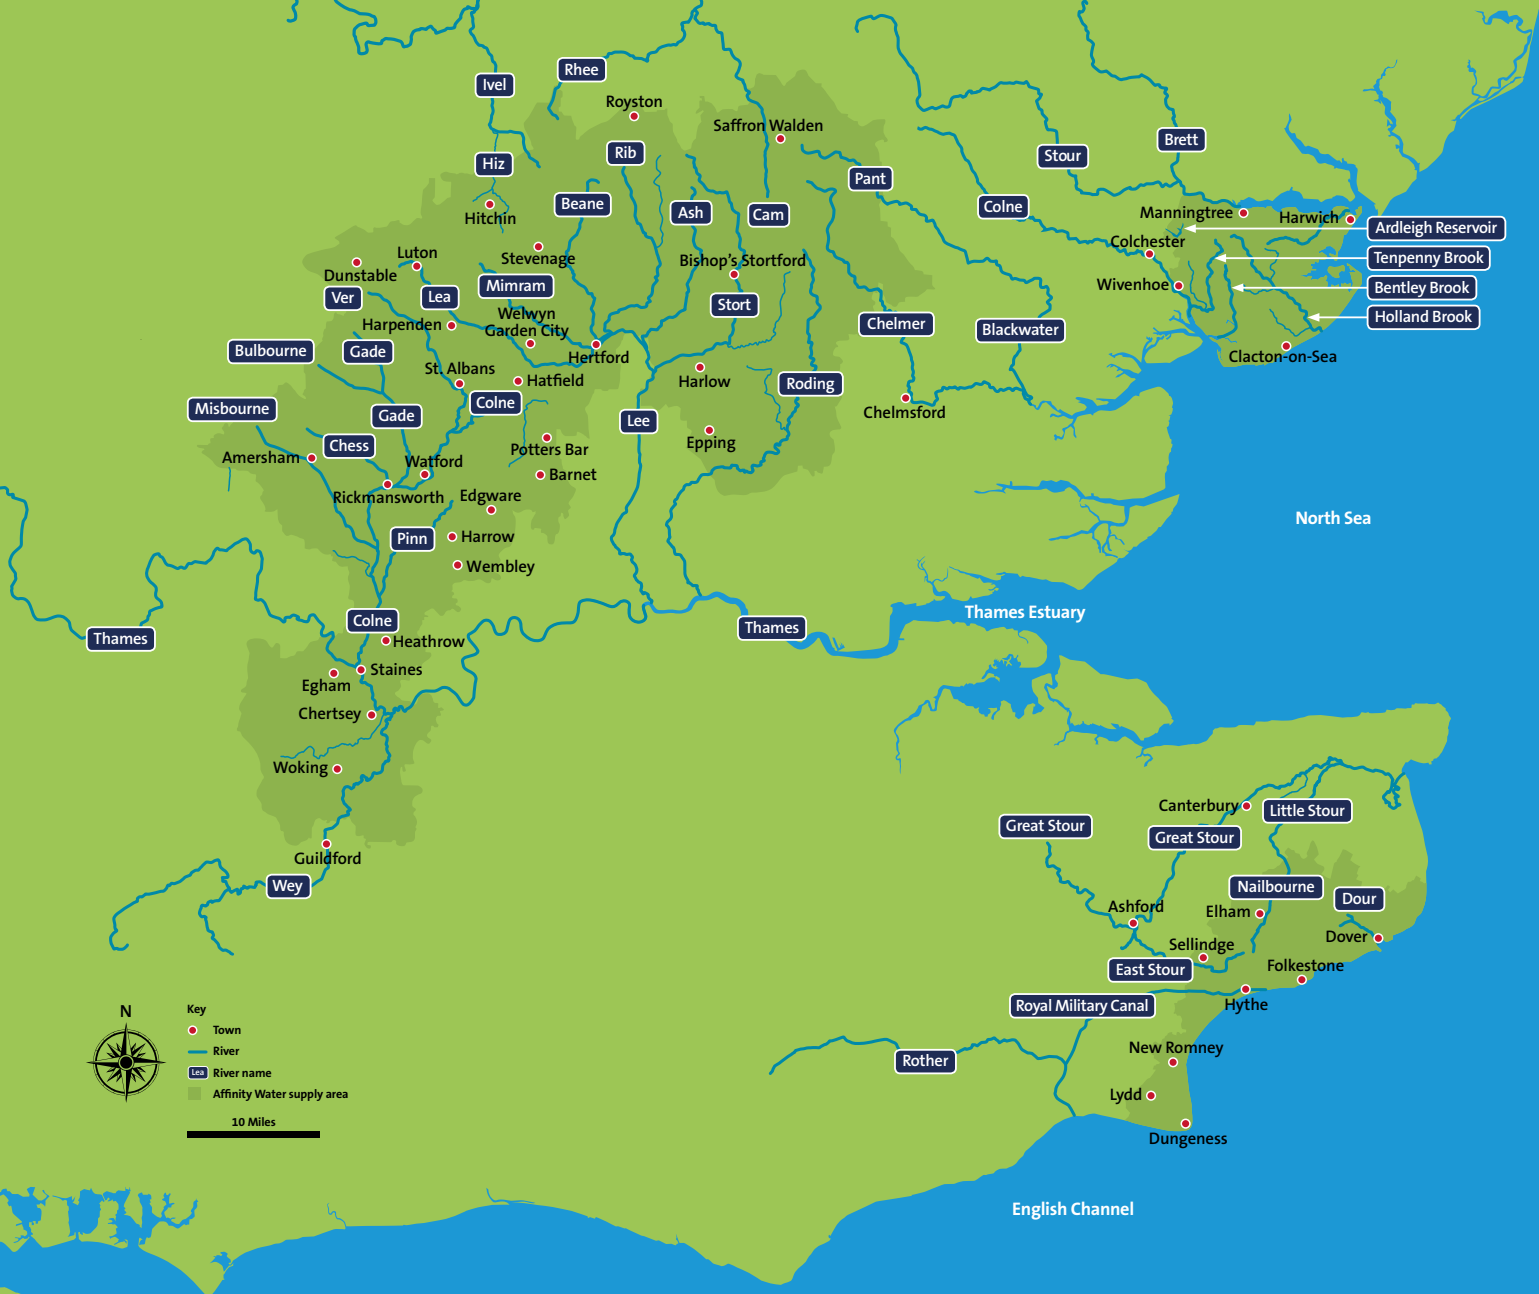 Rhee
Ivel
Royston
Saffron Walden
Brett
Rib
Stour
Hiz
Pant
Beane
Ash
Cam
Colne
Manningtree
Harwich
Hitchin
Ardleigh Reservoir
Colchester
Stevenage
Luton
Bishop's Stortford
Tenpenny Brook
Dunstable
Mimram
Wivenhoe
Bentley Brook
Ver
Lea
Stort
Welwyn
Garden City
Holland Brook
Harpenden
Chelmer
Blackwater
Bulbourne
Gade
Hertford
Clacton-on-Sea
St. Albans
Hatfield
Harlow
Roding
Colne
Misbourne
Gade
Lee
Chelmsford
Chess
Potters Bar
Epping
Amersham
Watford
Barnet
Rickmansworth
Edgware
North Sea
Pinn
Harrow
Wembley
Thames Estuary
Colne
Thames
Thames
Heathrow
Staines
Egham
Chertsey
Woking
Canterbury
Little Stour
Great Stour
Great Stour
Guildford
Wey
Nailbourne
Dour
Ashford
Elham
Dover
Sellindge
East Stour
Folkestone
Royal Military Canal
Hythe
N
Key
Town
River
Lea
River name
Affinity Water supply area
10 Miles
New Romney
Rother
Lydd
Dungeness
English Channel